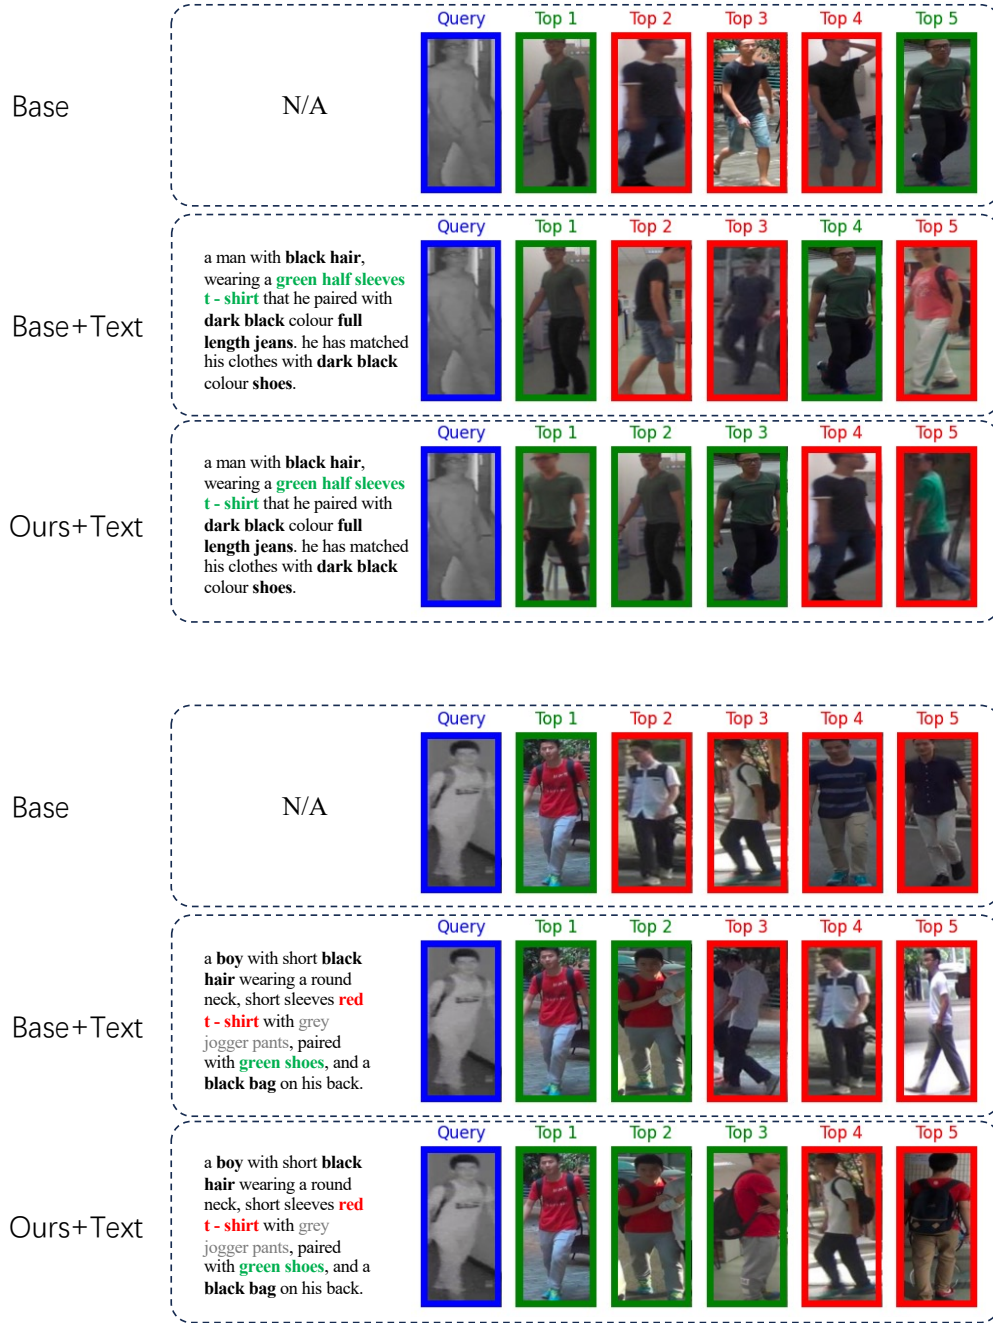 Query Top 1 Top 2 Top 3 Top 4 Top 5
Base
N/A
Query Top 1 Top 2 Top 3 Top 4 Top 5
Base+Text
a man with black hair,
wearing a green half sleeves
t - shirt that he paired with
dark black colour full
length jeans. he has matched
his clothes with dark black
colour shoes.
Query Top 1 Top 2 Top 3 Top 4 Top 5
Ours+Text
a man with black hair,
wearing a green half sleeves
t - shirt that he paired with
dark black colour full
length jeans. he has matched
his clothes with dark black
colour shoes.
Query Top 1 Top 2 Top 3 Top 4 Top 5
Base
N/A
Query Top 1 Top 2 Top 3 Top 4 Top 5
Base+Text
a boy with short black
hair wearing a round
neck, short sleeves red
t - shirt with grey
jogger pants, paired
with green shoes, and a
black bag on his back.
Query Top 1 Top 2 Top 3 Top 4 Top 5
Ours+Text
a boy with short black
hair wearing a round
neck, short sleeves red
t - shirt with grey
jogger pants, paired
with green shoes, and a
black bag on his back.